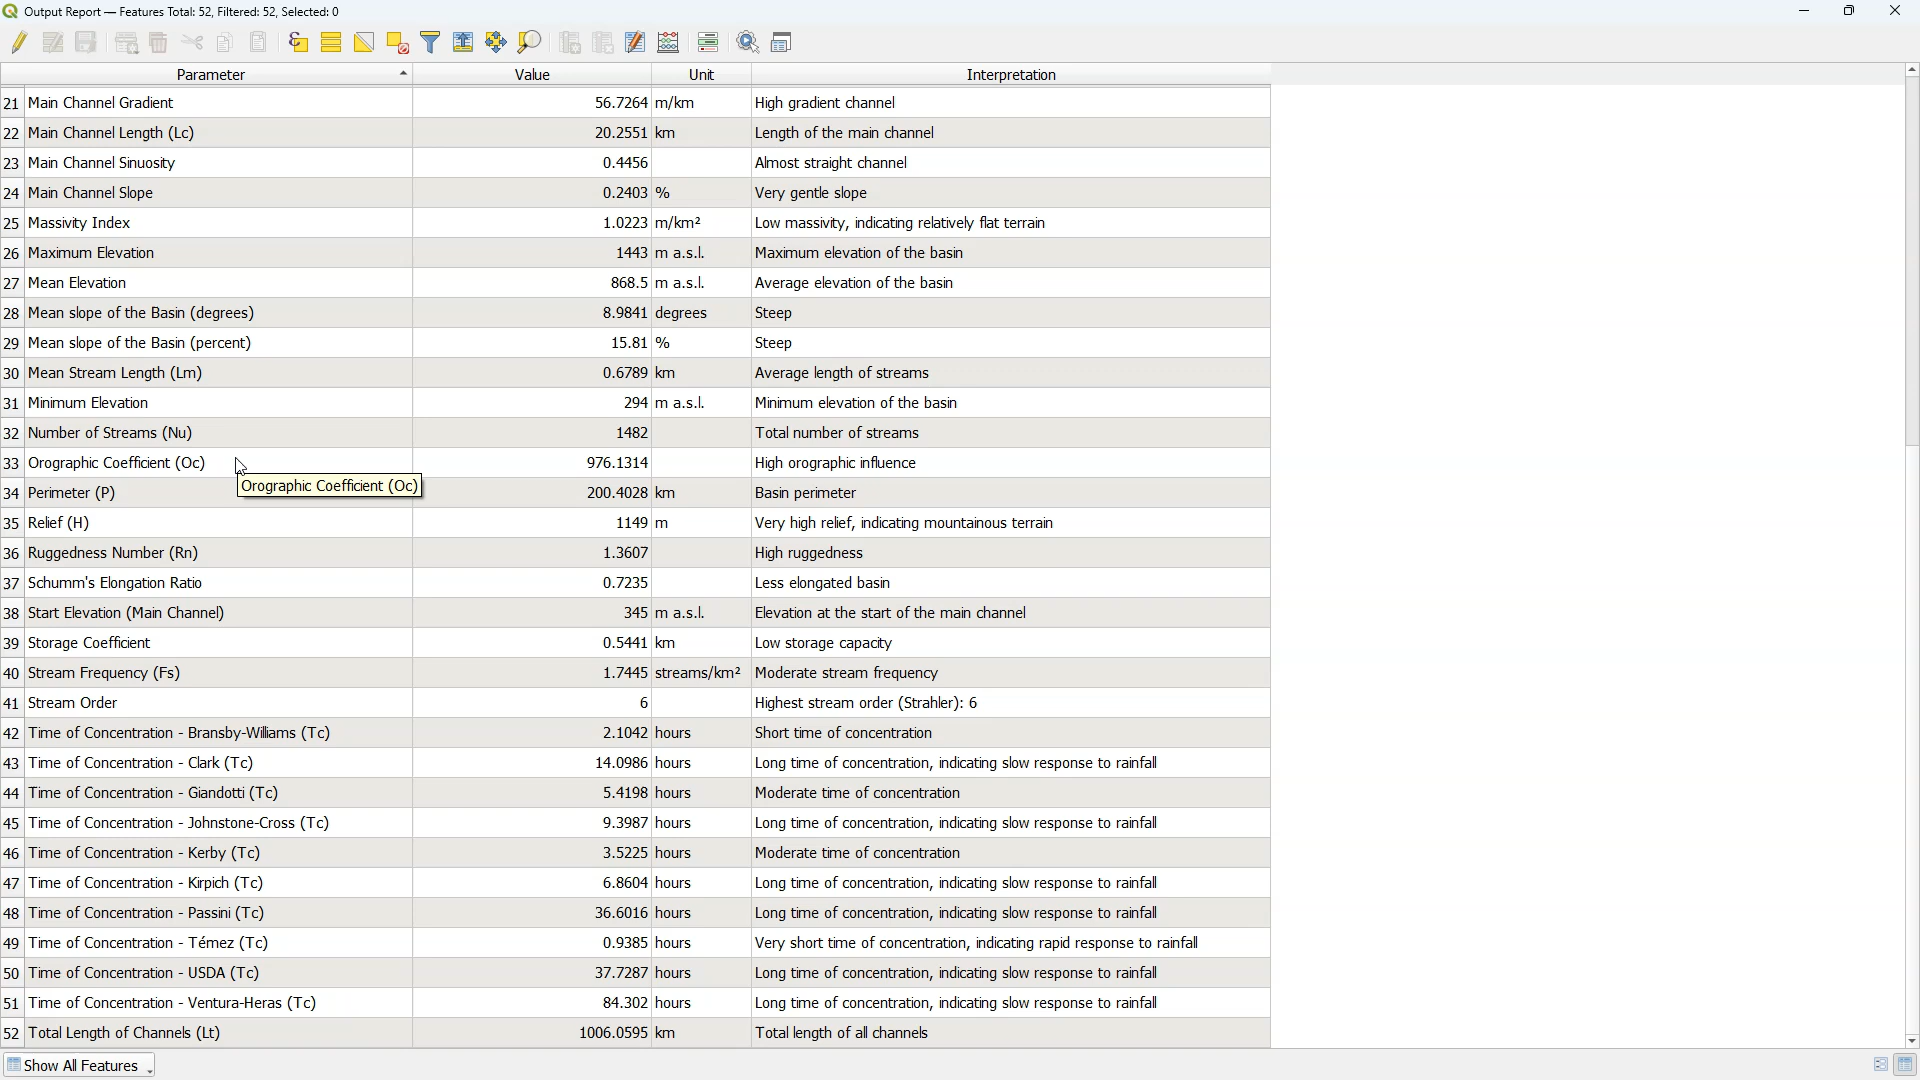 Output Report — Features Total: 52, Filtered: 52, Selected: 0
Parameter Value Unit Interpretation
21 Main Channel Gradient 56.7264 m/km High gradient channel
22 Main Channel Length (Lc) 20.2551 km Length of the main channel
23 Main Channel Sinuosity 0.4456 Almost straight channel
24 Main Channel Slope 0.2403 % Very gentle slope
25 Massivity Index 1.0223 m/km² Low massivity, indicating relatively flat terrain
26 Maximum Elevation 1443 m a.s.l. Maximum elevation of the basin
27 Mean Elevation 868.5 m a.s.l. Average elevation of the basin
28 Mean slope of the Basin (degrees) 8.9841 degrees Steep
29 Mean slope of the Basin (percent) 15.81 % Steep
30 Mean Stream Length (Lm) 0.6789 km Average length of streams
31 Minimum Elevation 294 m a.s.l. Minimum elevation of the basin
32 Number of Streams (Nu) 1482 Total number of streams
33 Orographic Coefficient (Oc) 976.1314 High orographic influence
Orographic Coefficient (Oc)
34 Perimeter (P) 200.4028 km Basin perimeter
35 Relief (H) 1149 m Very high relief, indicating mountainous terrain
36 Ruggedness Number (Rn) 1.3607 High ruggedness
37 Schumm's Elongation Ratio 0.7235 Less elongated basin
38 Start Elevation (Main Channel) 345 m a.s.l. Elevation at the start of the main channel
39 Storage Coefficient 0.5441 km Low storage capacity
40 Stream Frequency (Fs) 1.7445 streams/km² Moderate stream frequency
41 Stream Order 6 Highest stream order (Strahler): 6
42 Time of Concentration - Bransby-Williams (Tc) 2.1042 hours Short time of concentration
43 Time of Concentration - Clark (Tc) 14.0986 hours Long time of concentration, indicating slow response to rainfall
44 Time of Concentration - Giandotti (Tc) 5.4198 hours Moderate time of concentration
45 Time of Concentration - Johnstone-Cross (Tc) 9.3987 hours Long time of concentration, indicating slow response to rainfall
46 Time of Concentration - Kerby (Tc) 3.5225 hours Moderate time of concentration
47 Time of Concentration - Kirpich (Tc) 6.8604 hours Long time of concentration, indicating slow response to rainfall
48 Time of Concentration - Passini (Tc) 36.6016 hours Long time of concentration, indicating slow response to rainfall
49 Time of Concentration - Témez (Tc) 0.9385 hours Very short time of concentration, indicating rapid response to rainfall
50 Time of Concentration - USDA (Tc) 37.7287 hours Long time of concentration, indicating slow response to rainfall
51 Time of Concentration - Ventura-Heras (Tc) 84.302 hours Long time of concentration, indicating slow response to rainfall
52 Total Length of Channels (Lt) 1006.0595 km Total length of all channels
Show All Features